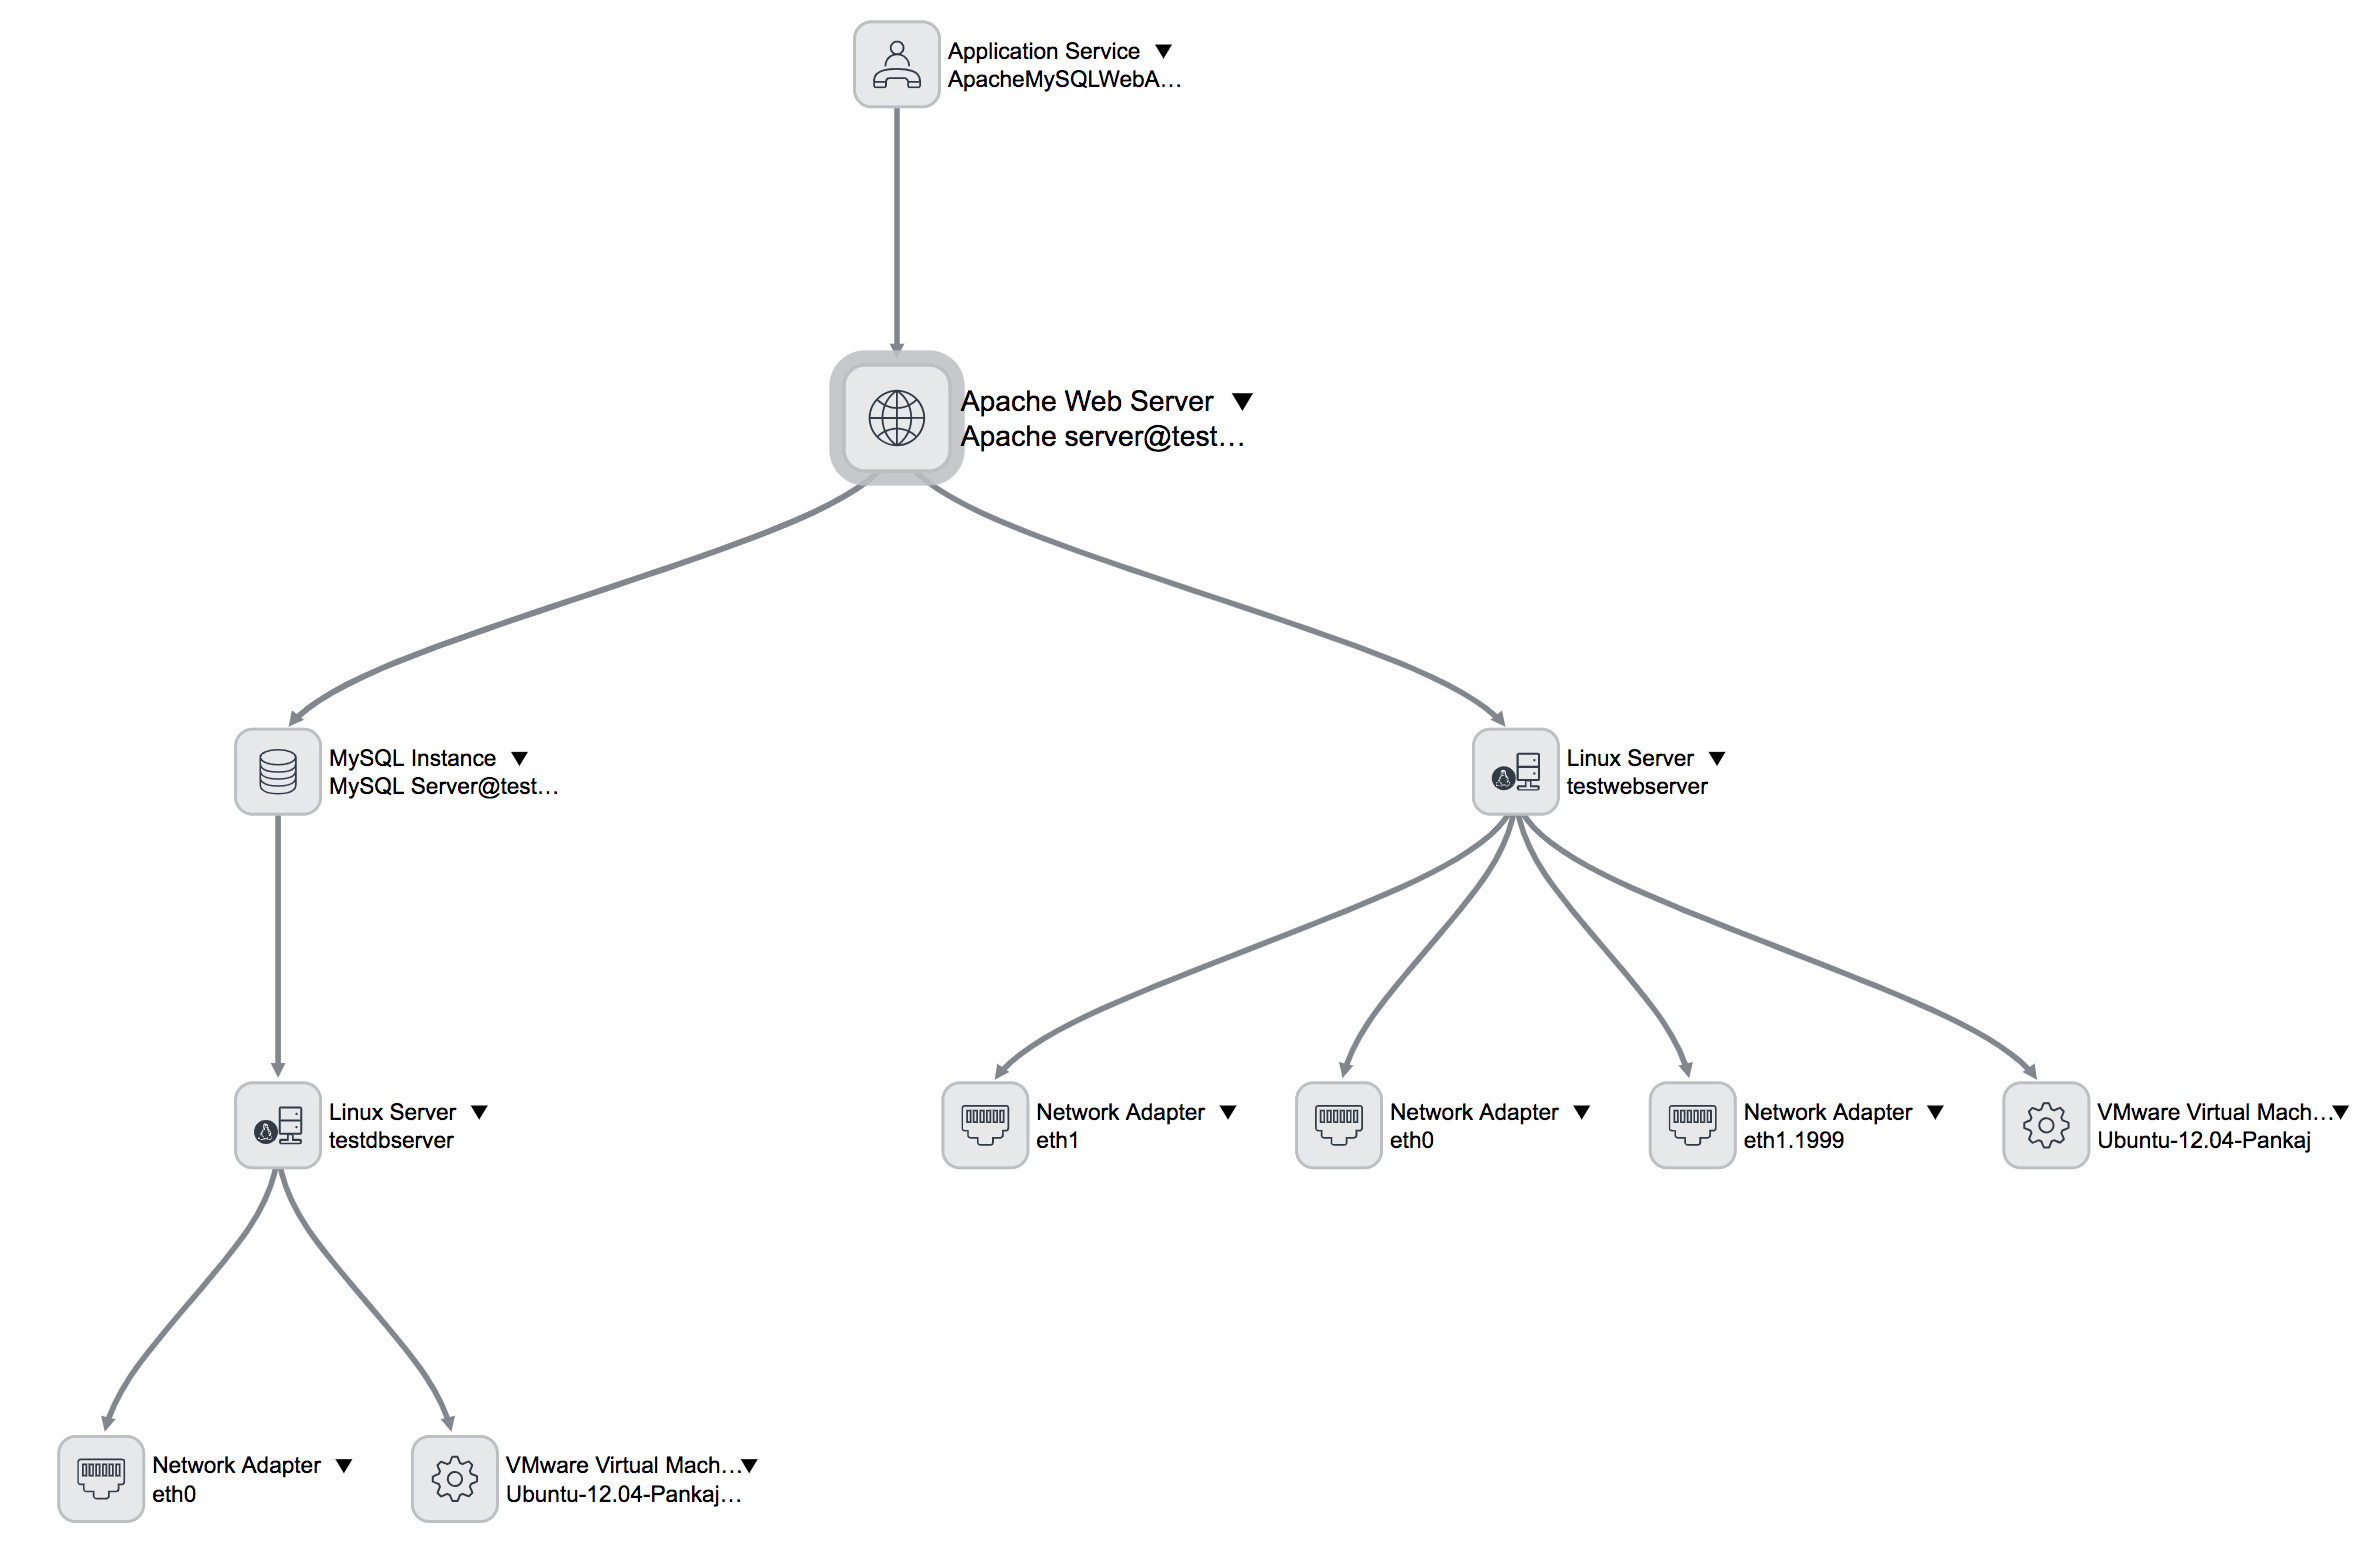 Application Service
ApacheMySQLWebA…
Apache Web Server
Apache server@test…
MySQL Instance
MySQL Server@test…
Linux Server
testwebserver
Linux Server
testdbserver
Network Adapter
eth1
Network Adapter
eth0
Network Adapter
eth1.1999
VMware Virtual Mach…
Ubuntu-12.04-Pankaj
Network Adapter
eth0
VMware Virtual Mach…
Ubuntu-12.04-Pankaj…